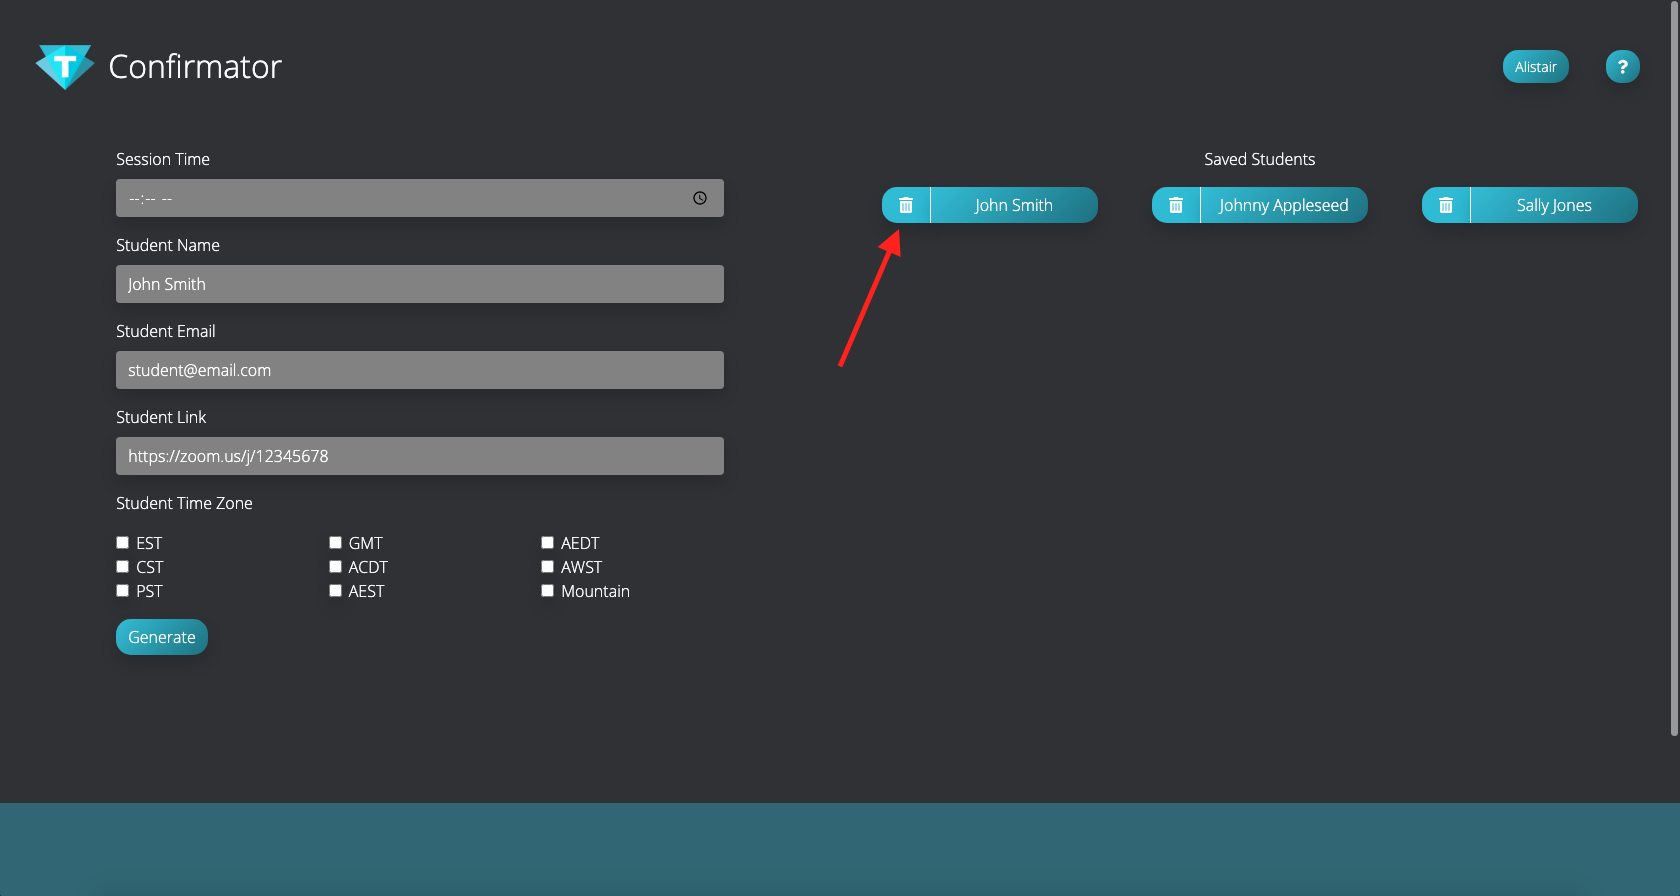 T Confirmator
Alistair
?
Session Time
--:-- --
Student Name
John Smith
Student Email
student@email.com
Student Link
https://zoom.us/j/12345678
Student Time Zone
EST GMT AEDT
CST ACDT AWST
PST AEST Mountain
Generate
Saved Students
John Smith Johnny Appleseed Sally Jones